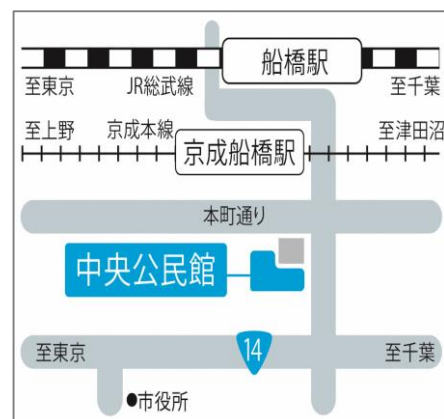 船橋駅
至東京 JR総武線 至千葉
至上野 京成本線 至津田沼
京成船橋駅
本町通り
中央公民館
至東京 14 至千葉
●市役所